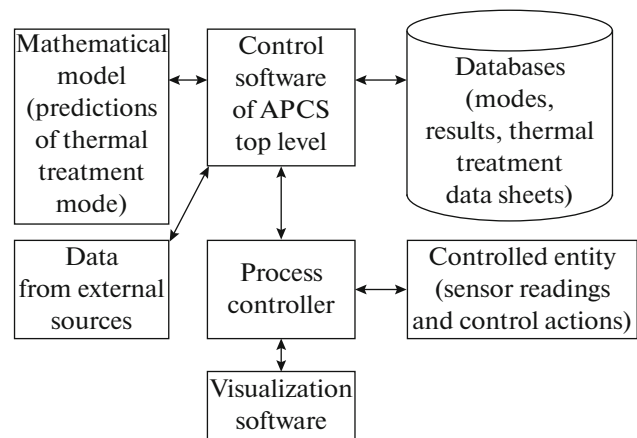 Mathematical
model
(predictions
of thermal
treatment
mode)
Control
software
of APCS
top level
Databases
(modes,
results, thermal
treatment
data sheets)
Data
from external
sources
Process
controller
Controlled entity
(sensor readings
and control actions)
Visualization
software